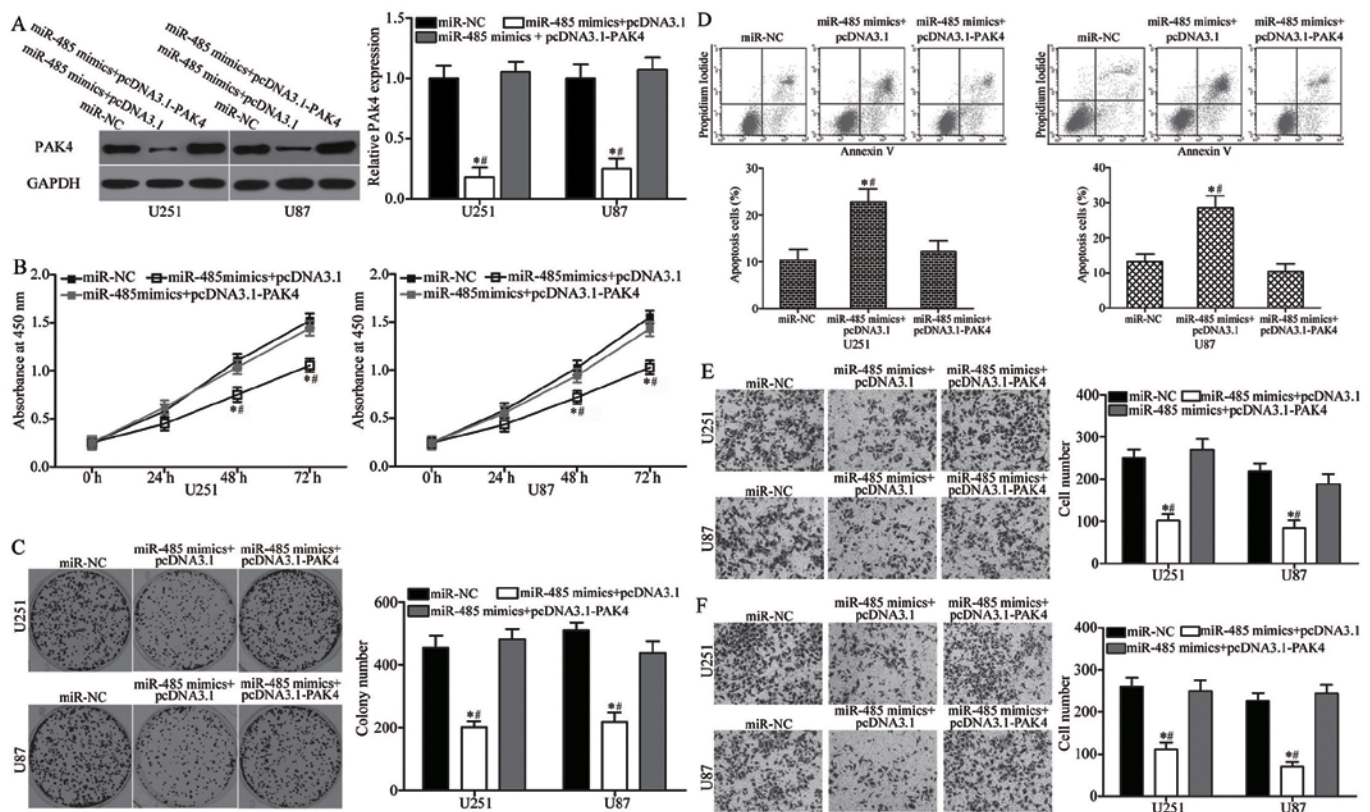 A
miR-485 mimics+pcDNA3.1-PAK4
miR-485 mimics+pcDNA3.1
miR-NC
miR-485 mimics+pcDNA3.1-PAK4
miR-485 mimics+pcDNA3.1
miR-NC
PAK4
GAPDH
U251 U87
miR-NC miR-485 mimics+pcDNA3.1
miR-485 mimics + pcDNA3.1-PAK4
Relative PAK4 expression
1.5
1.0
0.5
0.0
*# *#
U251 U87
B
miR-NC miR-485mimics+pcDNA3.1
miR-485mimics+pcDNA3.1-PAK4
Absorbance at 450 nm
2.0
1.5
1.0
0.5
0.0
*# *#
0 h 24 h 48 h 72 h
U251
miR-NC miR-485mimics+pcDNA3.1
miR-485mimics+pcDNA3.1-PAK4
Absorbance at 450 nm
2.0
1.5
1.0
0.5
0.0
*# *#
0 h 24 h 48 h 72 h
U87
C
miR-NC miR-485 mimics+ miR-485 mimics+
pcDNA3.1 pcDNA3.1-PAK4
U251
miR-NC miR-485 mimics+ miR-485 mimics+
pcDNA3.1 pcDNA3.1-PAK4
U87
miR-NC miR-485 mimics+pcDNA3.1
miR-485 mimics+pcDNA3.1-PAK4
Colony number
600
400
200
0
*# *#
U251 U87
D
miR-NC miR-485 mimics+ miR-485 mimics+
pcDNA3.1 pcDNA3.1-PAK4
Propidium Iodide
Annexin V
miR-NC miR-485 mimics+ miR-485 mimics+
pcDNA3.1 pcDNA3.1-PAK4
Propidium Iodide
Annexin V
Apoptosis cells (%)
30
20
10
0
*#
miR-NC miR-485 mimics+ miR-485 mimics+
pcDNA3.1 pcDNA3.1-PAK4
U251
Apoptosis cells (%)
40
30
20
10
0
*#
miR-NC miR-485 mimics+ miR-485 mimics+
pcDNA3.1 pcDNA3.1-PAK4
U87
E
miR-NC miR-485 mimics+ miR-485 mimics+
pcDNA3.1 pcDNA3.1-PAK4
U251
miR-NC miR-485 mimics+ miR-485 mimics+
pcDNA3.1 pcDNA3.1-PAK4
U87
miR-NC miR-485 mimics+pcDNA3.1
miR-485 mimics+pcDNA3.1-PAK4
Cell number
400
300
200
100
0
*# *#
U251 U87
F
miR-NC miR-485 mimics+ miR-485 mimics+
pcDNA3.1 pcDNA3.1-PAK4
U251
miR-NC miR-485 mimics+ miR-485 mimics+
pcDNA3.1 pcDNA3.1-PAK4
U87
miR-NC miR-485 mimics+pcDNA3.1
miR-485 mimics+pcDNA3.1-PAK4
Cell number
400
300
200
100
0
*# *#
U251 U87